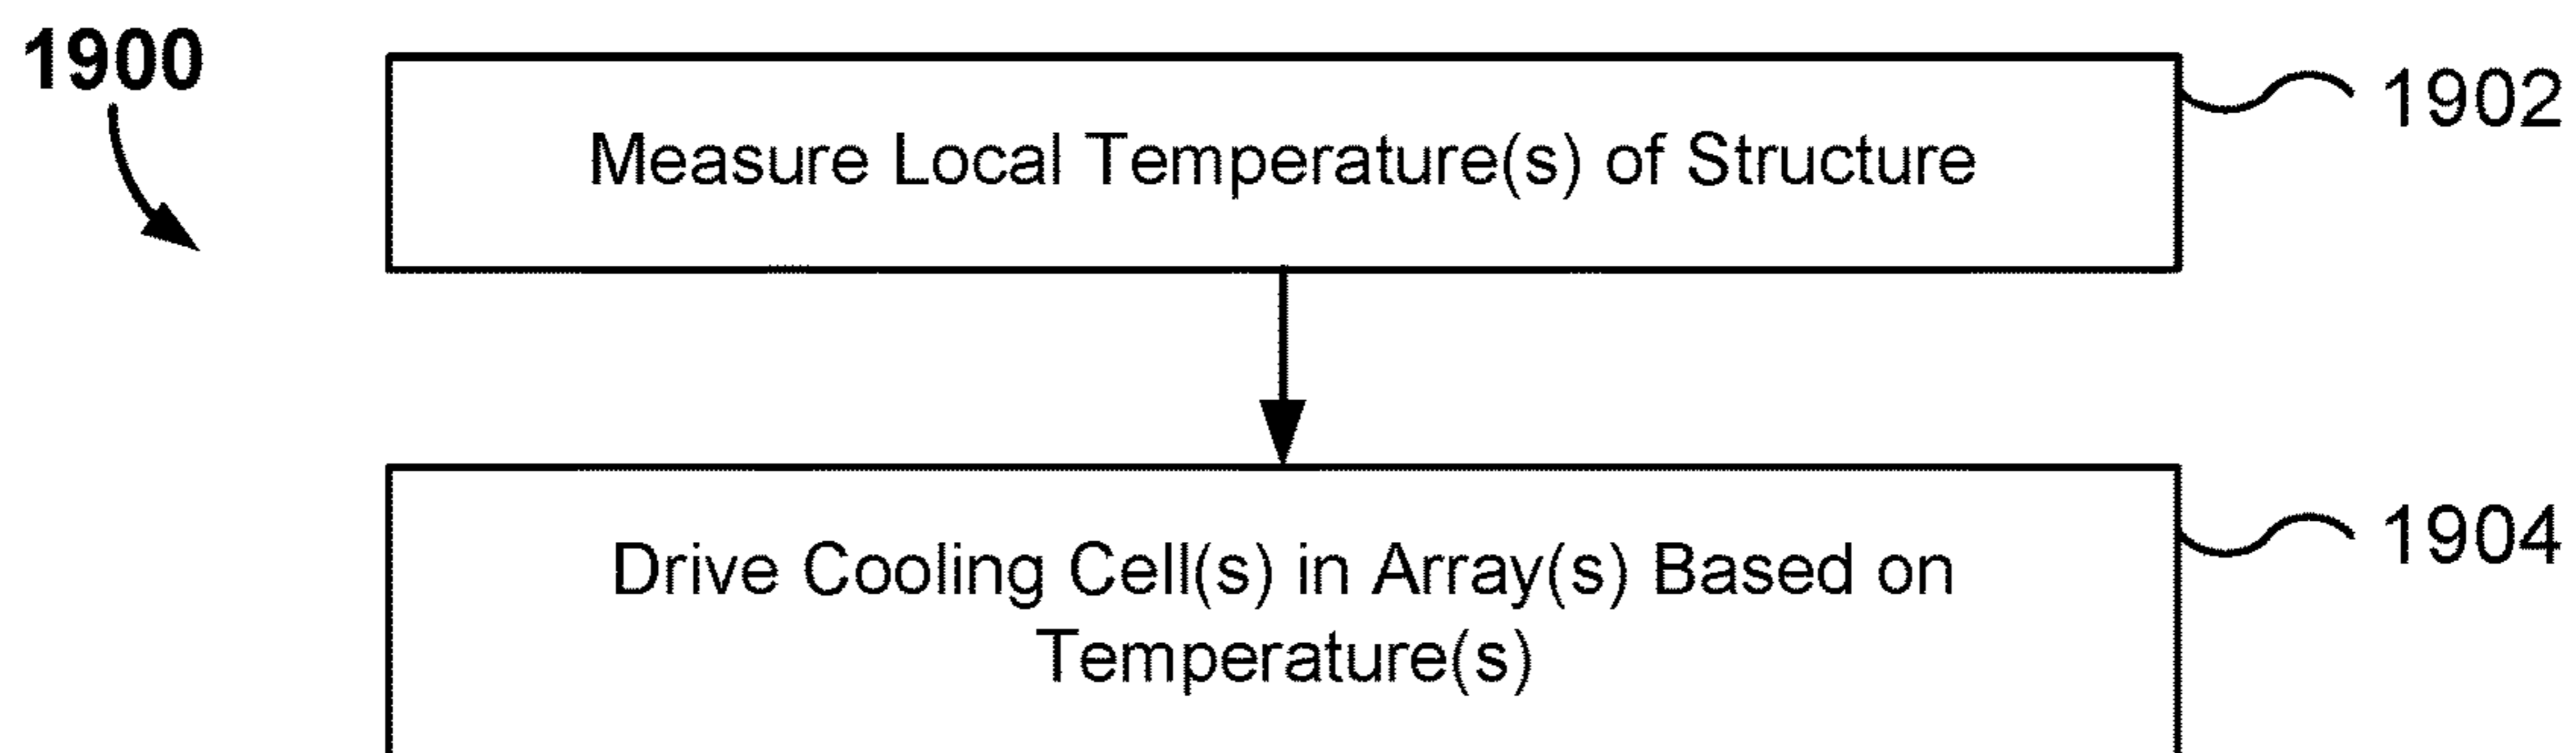 1900
Measure Local Temperature(s) of Structure
1902
Drive Cooling Cell(s) in Array(s) Based on
Temperature(s)
1904